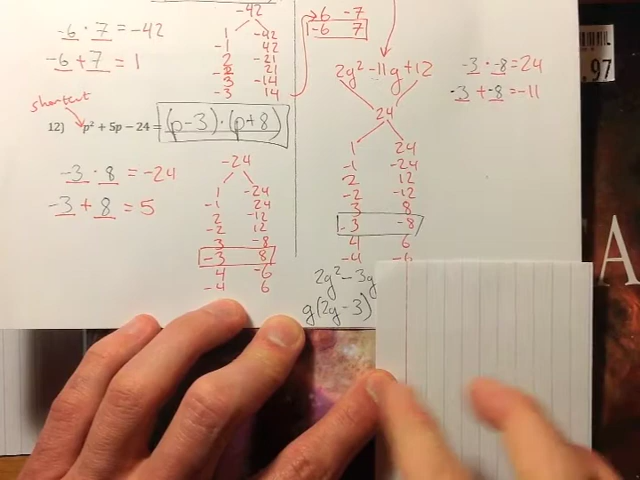 -6 · 7 = -42
-6 + 7 = 1
-42
1 -42
-1 42
2 -21
-2 21
3 -14
-3 14
shortcut
12) p² + 5p - 24 = (p-3)·(p+8)
-3 · 8 = -24
-3 + 8 = 5
-24
1 -24
-1 24
2 -12
-2 12
3 -8
-3 8
4 -6
-4 6
6 -7
-6 7
2g² - 11g + 12
24
1 24
-1 -24
2 12
-2 -12
3 8
-3 -8
4 6
-4 -6
2g² - 3g
g(2g - 3)
-3 · -8 = 24
-3 + -8 = -11
.97
A